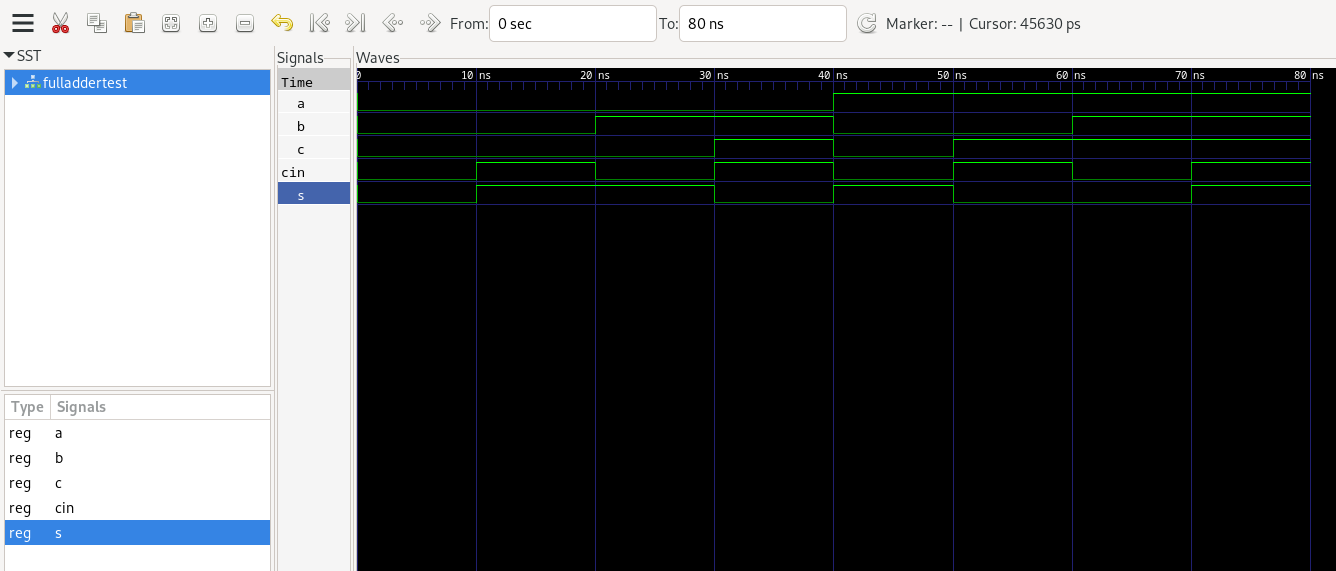 From: 0 sec To: 80 ns Marker: -- | Cursor: 45630 ps
SST
fulladdertest
Type Signals
reg a
reg b
reg c
reg cin
reg s
Signals
Time
a
b
c
cin
s
Waves
0 10 ns 20 ns 30 ns 40 ns 50 ns 60 ns 70 ns 80 ns